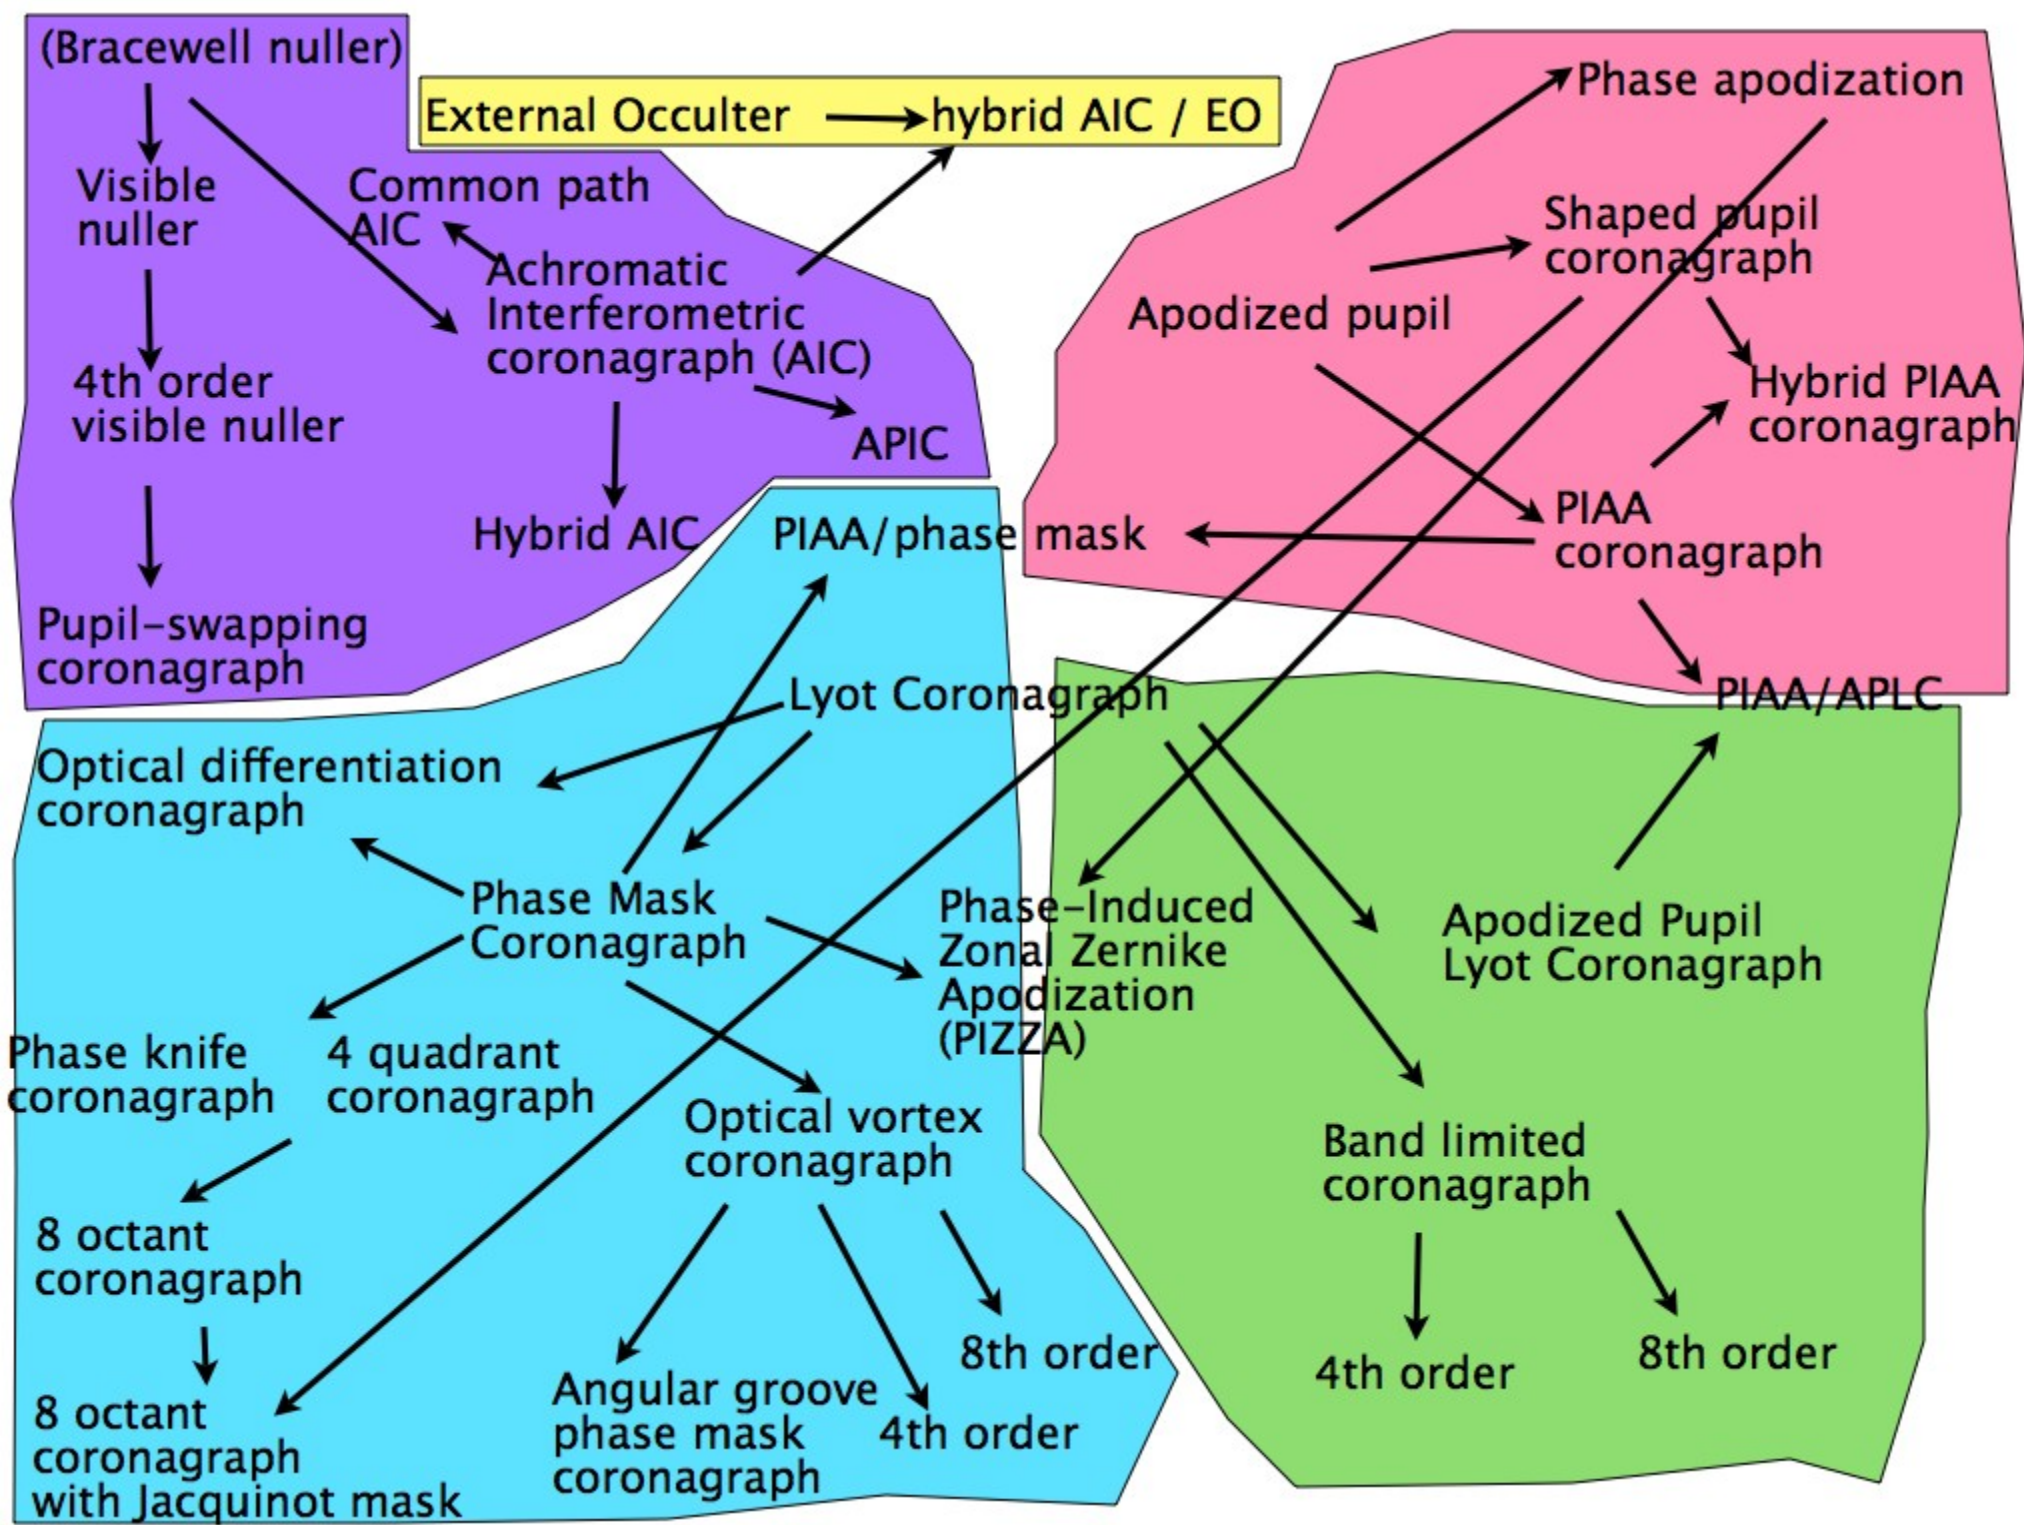 (Bracewell nuller)
External Occulter
hybrid AIC / EO
Phase apodization
Visible
nuller
Common path
AIC
Shaped pupil
coronagraph
Achromatic
Interferometric
coronagraph (AIC)
Apodized pupil
4th order
visible nuller
APIC
Hybrid PIAA
coronagraph
Hybrid AIC
PIAA/phase mask
PIAA
coronagraph
Pupil-swapping
coronagraph
Lyot Coronagraph
PIAA/APLC
Optical differentiation
coronagraph
Phase Mask
Coronagraph
Phase-Induced
Zonal Zernike
Apodization
(PIZZA)
Apodized Pupil
Lyot Coronagraph
Phase knife
coronagraph
4 quadrant
coronagraph
Optical vortex
coronagraph
Band limited
coronagraph
8 octant
coronagraph
8th order
4th order
8th order
Angular groove
phase mask
coronagraph
4th order
8 octant
coronagraph
with Jacquinot mask